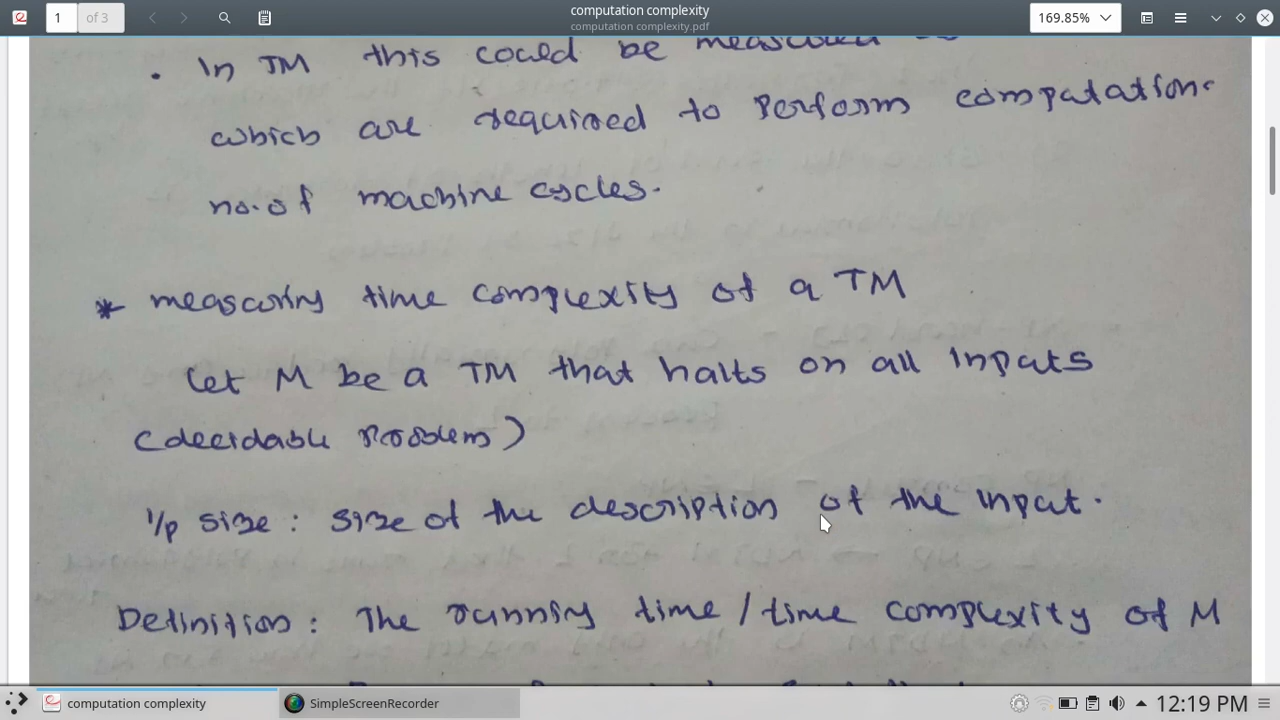 computation complexity
computation complexity.pdf
1 of 3
169.85%
. In TM this could be measured
which are required to perform computation.
no. of machine cycles.
* measuring time complexity of a TM
Let M be a TM that halts on all inputs
(decidable problem)
i/p size : size of the description of the input.
Definition : The running time / time complexity of M
computation complexity
SimpleScreenRecorder
12:19 PM